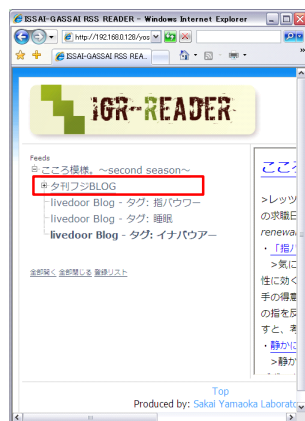 ISSAI-GASSAI RSS READER - Windows Internet Explorer
http://192.168.0.128/yos
ISSAI-GASSAI RSS REA...
IGR-READER
Feeds
こころ模様。～second season～
夕刊フジBLOG
livedoor Blog - タグ: 指パウワー
livedoor Blog - タグ: 睡眠
livedoor Blog - タグ: イナバウアー
全部開く 全部閉じる 登録リスト
ここ
>レッツ
の求職日
renewal
・「指パ
>気に
性に効く
手の得意
の指を反
すと、考
・静かに
>静か
Top
Produced by: Sakai Yamaoka Laborato